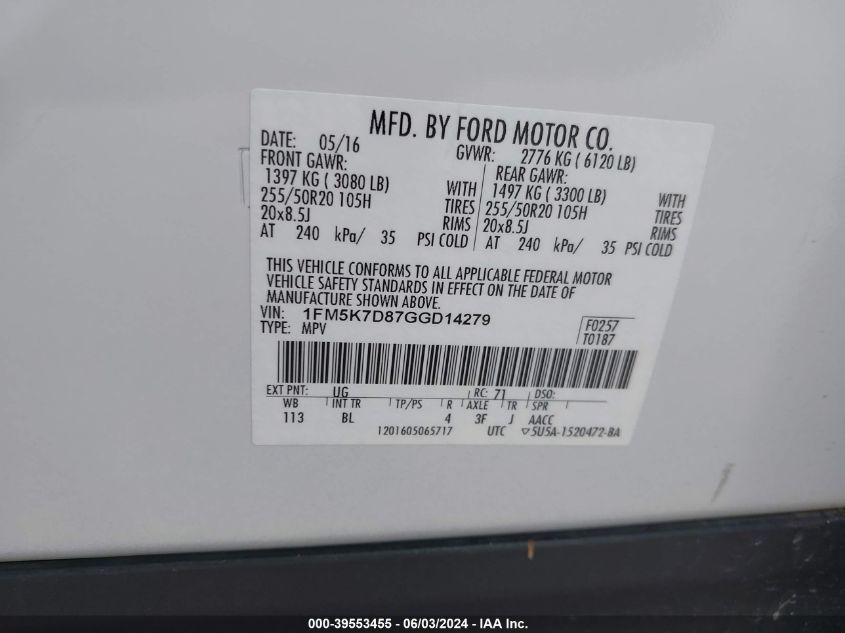 MFD. BY FORD MOTOR CO.
DATE: 05/16 GVWR: 2776 KG ( 6120 LB)
FRONT GAWR: REAR GAWR:
1397 KG ( 3080 LB) WITH 1497 KG ( 3300 LB) WITH
255/50R20 105H TIRES 255/50R20 105H TIRES
20x8.5J RIMS 20x8.5J RIMS
AT 240 kPa/ 35 PSI COLD AT 240 kPa/ 35 PSI COLD
THIS VEHICLE CONFORMS TO ALL APPLICABLE FEDERAL MOTOR
VEHICLE SAFETY STANDARDS IN EFFECT ON THE DATE OF
MANUFACTURE SHOWN ABOVE.
VIN: 1FM5K7D87GGD14279 F0257
TYPE: MPV T0187
EXT PNT: UG RC: 71 DSO:
WB INT TR TP/PS R AXLE TR SPR
113 BL 4 3F J AACC
1201605065717 UTC ▽5U5A-1520472-BA
000-39553455 - 06/03/2024 - IAA Holdings, LLC.